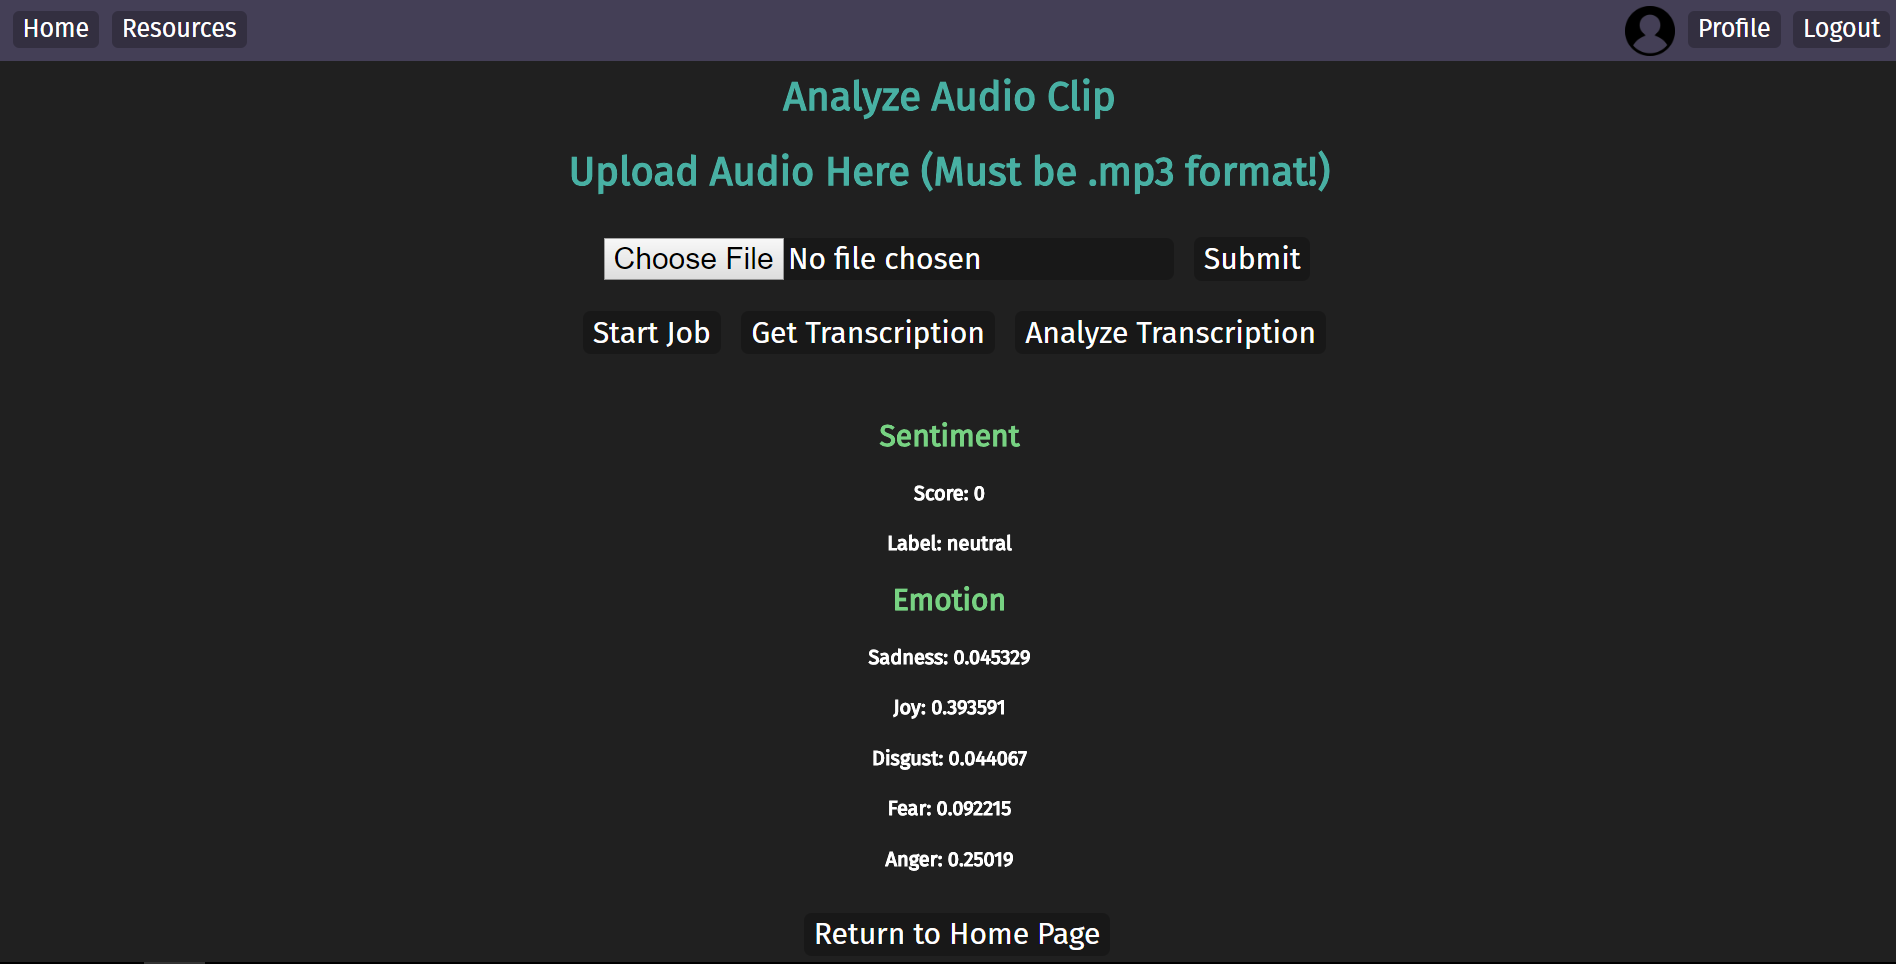 Home Resources Profile Logout
Analyze Audio Clip
Upload Audio Here (Must be .mp3 format!)
Choose File No file chosen Submit
Start Job Get Transcription Analyze Transcription
Sentiment
Score: 0
Label: neutral
Emotion
Sadness: 0.045329
Joy: 0.393591
Disgust: 0.044067
Fear: 0.092215
Anger: 0.25019
Return to Home Page